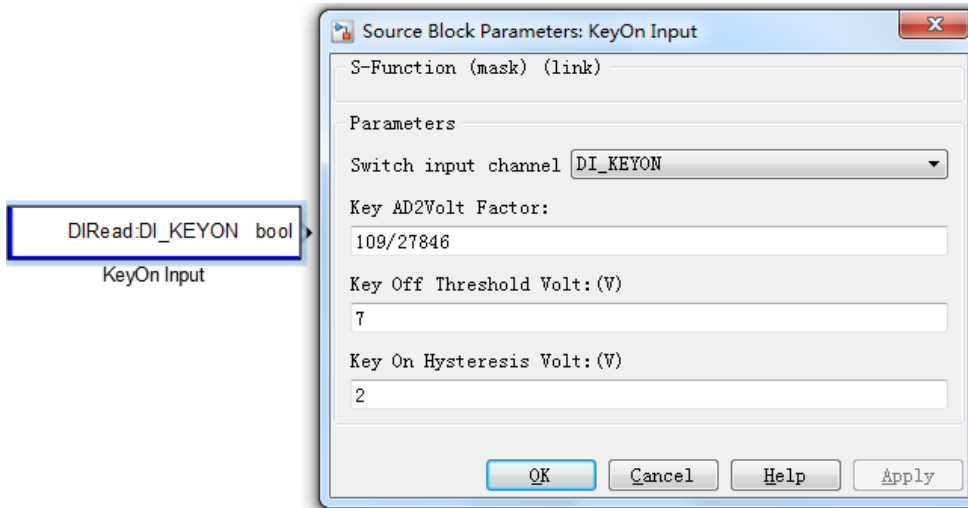 Source Block Parameters: KeyOn Input
S-Function (mask) (link)
Parameters
Switch input channel DI_KEYON
Key AD2Volt Factor:
109/27846
Key Off Threshold Volt:(V)
7
Key On Hysteresis Volt:(V)
2
OK Cancel Help Apply
DIRead:DI_KEYON bool
KeyOn Input